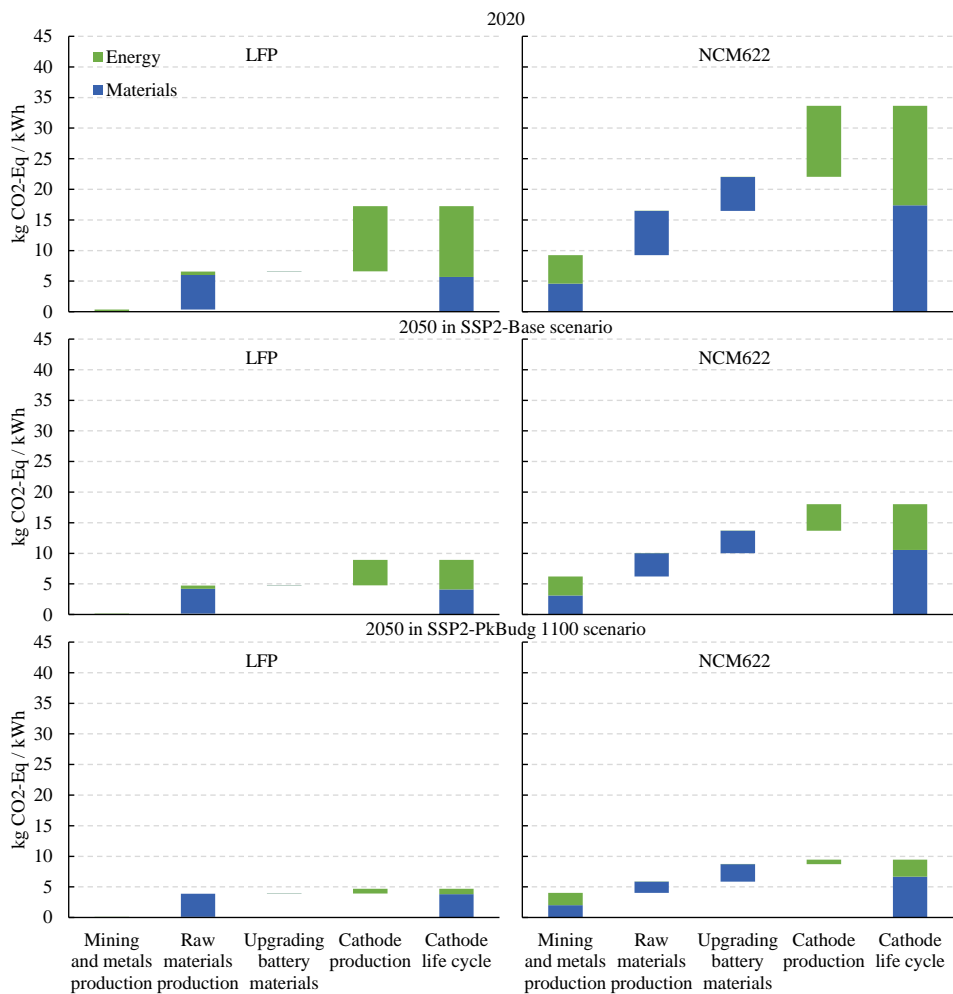 2020
LFP
NCM622
Energy
Materials
kg CO2-Eq / kWh
45
40
35
30
25
20
15
10
5
0
2050 in SSP2-Base scenario
LFP
NCM622
kg CO2-Eq / kWh
45
40
35
30
25
20
15
10
5
0
2050 in SSP2-PkBudg 1100 scenario
LFP
NCM622
kg CO2-Eq / kWh
45
40
35
30
25
20
15
10
5
0
Mining
and metals
production
Raw
materials
production
Upgrading
battery
materials
Cathode
production
Cathode
life cycle
Mining
and metals
production
Raw
materials
production
Upgrading
battery
materials
Cathode
production
Cathode
life cycle